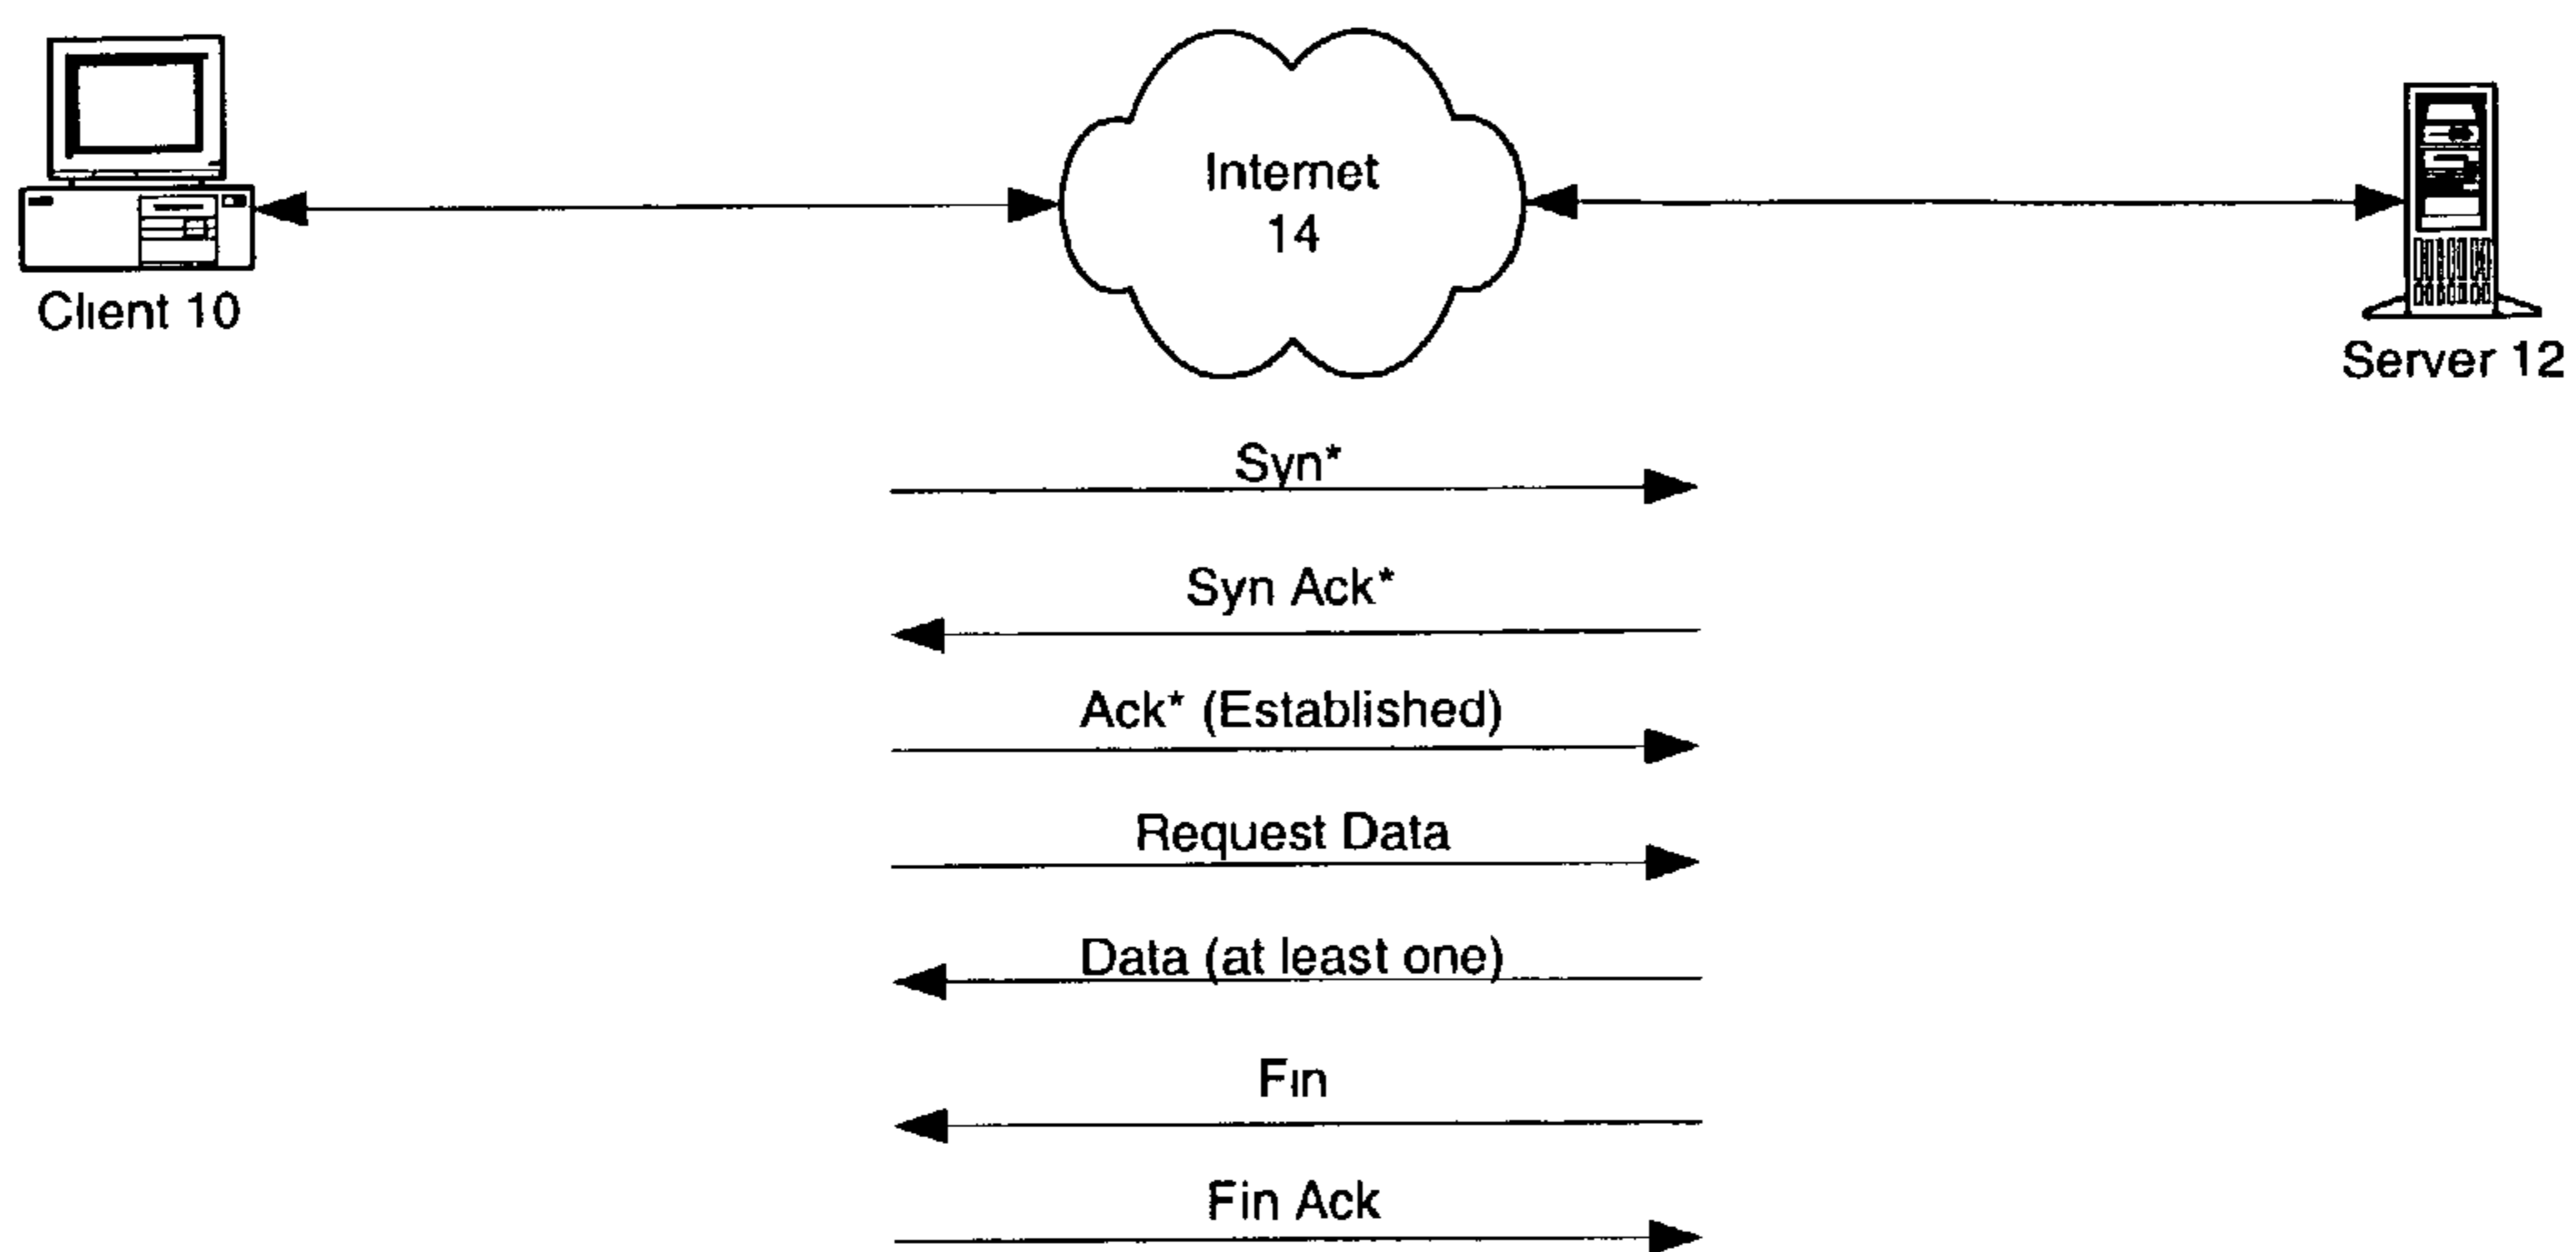 Internet
14
Client 10
Server 12
Syn*
Syn Ack*
Ack* (Established)
Request Data
Data (at least one)
Fin
Fin Ack